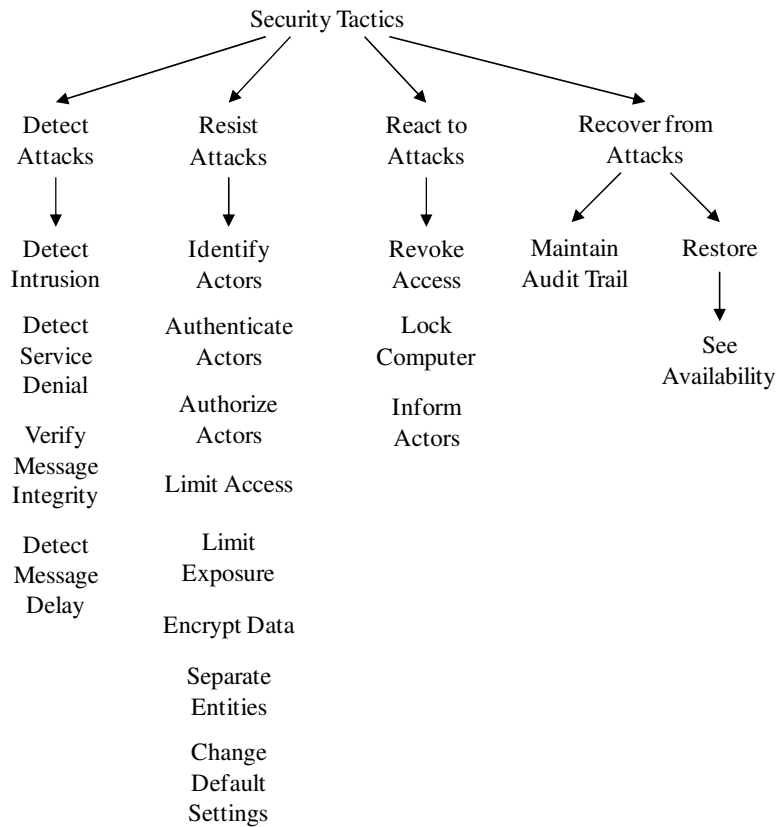 Security Tactics
Detect
Attacks
Resist
Attacks
React to
Attacks
Recover from
Attacks
Detect
Intrusion
Detect
Service
Denial
Verify
Message
Integrity
Detect
Message
Delay
Identify
Actors
Authenticate
Actors
Authorize
Actors
Limit Access
Limit
Exposure
Encrypt Data
Separate
Entities
Change
Default
Settings
Revoke
Access
Lock
Computer
Inform
Actors
Maintain
Audit Trail
Restore
See
Availability